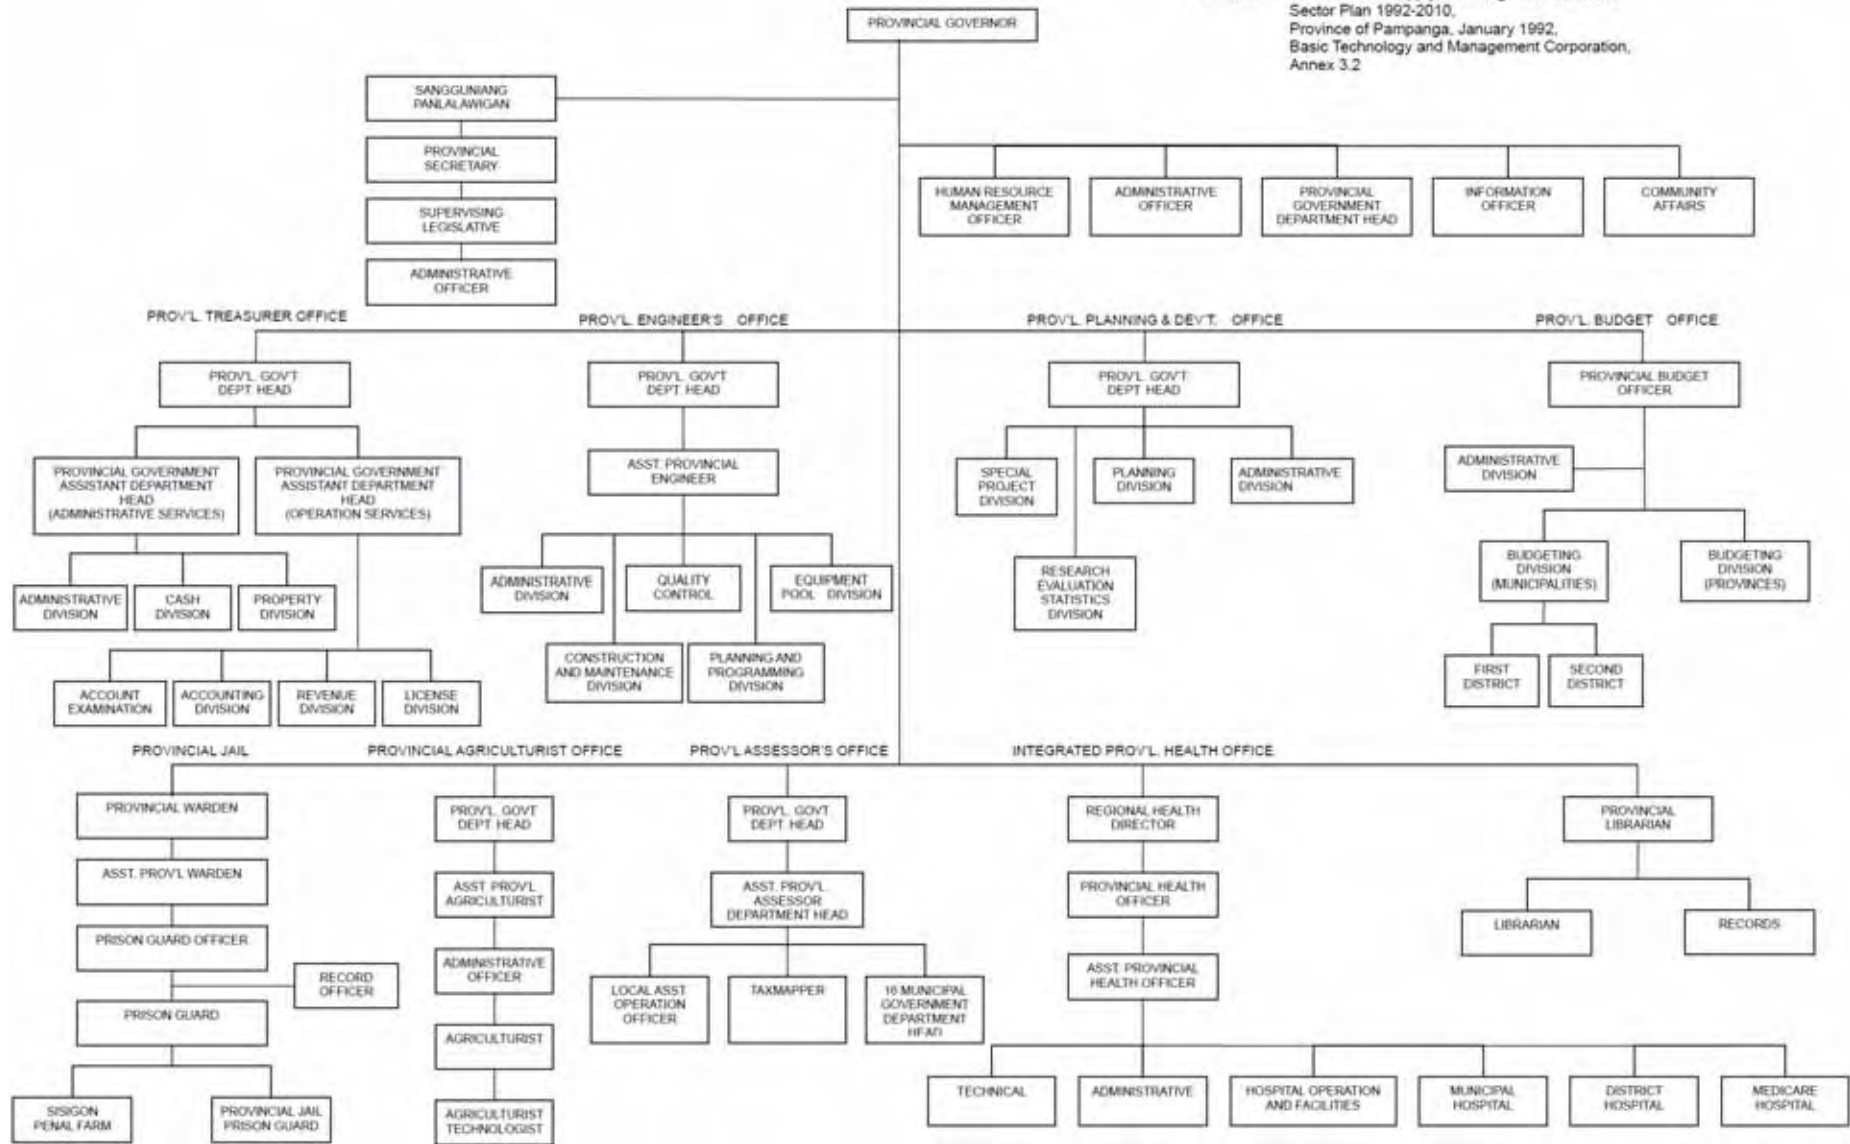 PROVINCIAL GOVERNOR
Sector Plan 1992-2010,
Province of Pampanga, January 1992,
Basic Technology and Management Corporation,
Annex 3.2
SANGGUNIANG
PANLALAWIGAN
PROVINCIAL
SECRETARY
SUPERVISING
LEGISLATIVE
ADMINISTRATIVE
OFFICER
HUMAN RESOURCE
MANAGEMENT
OFFICER
ADMINISTRATIVE
OFFICER
PROVINCIAL
GOVERNMENT
DEPARTMENT HEAD
INFORMATION
OFFICER
COMMUNITY
AFFAIRS
PROV'L. TREASURER OFFICE
PROV'L. ENGINEER'S OFFICE
PROV'L. PLANNING & DEV'T. OFFICE
PROV'L. BUDGET OFFICE
PROV'L. GOV'T
DEPT. HEAD
PROV'L. GOV'T
DEPT. HEAD
PROV'L. GOV'T
DEPT. HEAD
PROVINCIAL BUDGET
OFFICER
PROVINCIAL GOVERNMENT
ASSISTANT DEPARTMENT
HEAD
(ADMINISTRATIVE SERVICES)
PROVINCIAL GOVERNMENT
ASSISTANT DEPARTMENT
HEAD
(OPERATION SERVICES)
ASST. PROVINCIAL
ENGINEER
SPECIAL
PROJECT
DIVISION
PLANNING
DIVISION
ADMINISTRATIVE
DIVISION
ADMINISTRATIVE
DIVISION
ADMINISTRATIVE
DIVISION
CASH
DIVISION
PROPERTY
DIVISION
ADMINISTRATIVE
DIVISION
QUALITY
CONTROL
EQUIPMENT
POOL DIVISION
RESEARCH
EVALUATION
STATISTICS
DIVISION
BUDGETING
DIVISION
(MUNICIPALITIES)
BUDGETING
DIVISION
(PROVINCES)
CONSTRUCTION
AND MAINTENANCE
DIVISION
PLANNING AND
PROGRAMMING
DIVISION
FIRST
DISTRICT
SECOND
DISTRICT
ACCOUNT
EXAMINATION
ACCOUNTING
DIVISION
REVENUE
DIVISION
LICENSE
DIVISION
PROVINCIAL JAIL
PROVINCIAL AGRICULTURIST OFFICE
PROV'L ASSESSOR'S OFFICE
INTEGRATED PROV'L. HEALTH OFFICE
PROVINCIAL WARDEN
ASST. PROV'L WARDEN
PRISON GUARD OFFICER
RECORD
OFFICER
PRISON GUARD
SISIGON
PENAL FARM
PROVINCIAL JAIL
PRISON GUARD
PROV'L. GOVT
DEPT. HEAD
ASST. PROV'L
AGRICULTURIST
ADMINISTRATIVE
OFFICER
AGRICULTURIST
AGRICULTURIST
TECHNOLOGIST
PROV'L. GOVT
DEPT. HEAD
ASST. PROV'L.
ASSESSOR
DEPARTMENT HEAD
LOCAL ASST
OPERATION
OFFICER
TAXMAPPER
16 MUNICIPAL
GOVERNMENT
DEPARTMENT
HEAD
REGIONAL HEALTH
DIRECTOR
PROVINCIAL HEALTH
OFFICER
ASST. PROVINCIAL
HEALTH OFFICER
TECHNICAL
ADMINISTRATIVE
HOSPITAL OPERATION
AND FACILITIES
MUNICIPAL
HOSPITAL
DISTRICT
HOSPITAL
MEDICARE
HOSPITAL
PROVINCIAL
LIBRARIAN
LIBRARIAN
RECORDS